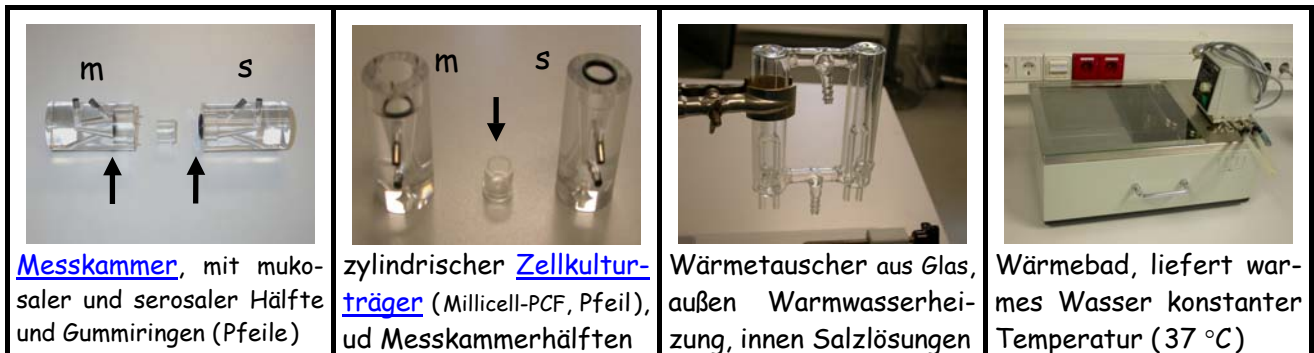 m
s
Messkammer, mit muko-
saler und serosaler Hälfte
und Gummiringen (Pfeile)
m
s
zylindrischer Zellkultur-
träger (Millicell-PCF, Pfeil),
ud Messkammerhälften
Wärmetauscher aus Glas,
außen Warmwasserhei-
zung, innen Salzlösungen
Wärmebad, liefert war-
mes Wasser konstanter
Temperatur (37 °C)